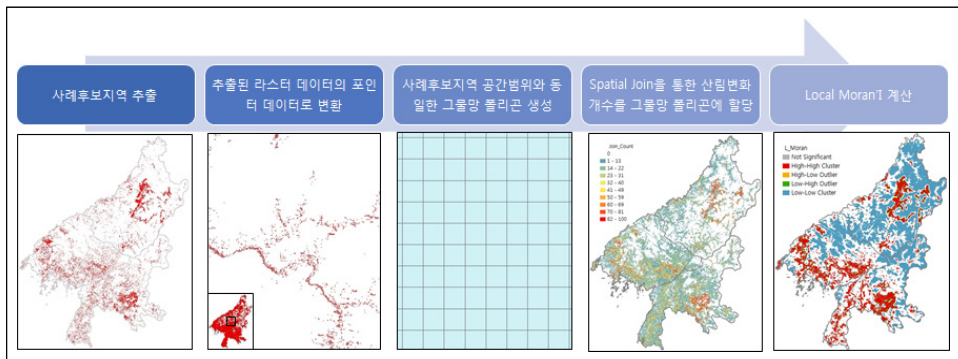 사례후보지역 추출
추출된 라스터 데이터의 포인
터 데이터로 변환
사례후보지역 공간범위와 동
일한 그물망 폴리곤 생성
Spatial Join을 통한 산림변화
개수를 그물망 폴리곤에 할당
Local Moran'I 계산
Join_Count
0
1 - 13
14 - 22
23 - 31
32 - 40
41 - 49
50 - 59
60 - 69
70 - 81
82 - 100
L_Moran
Not Significant
High-High Cluster
High-Low Outlier
Low-High Outlier
Low-Low Cluster